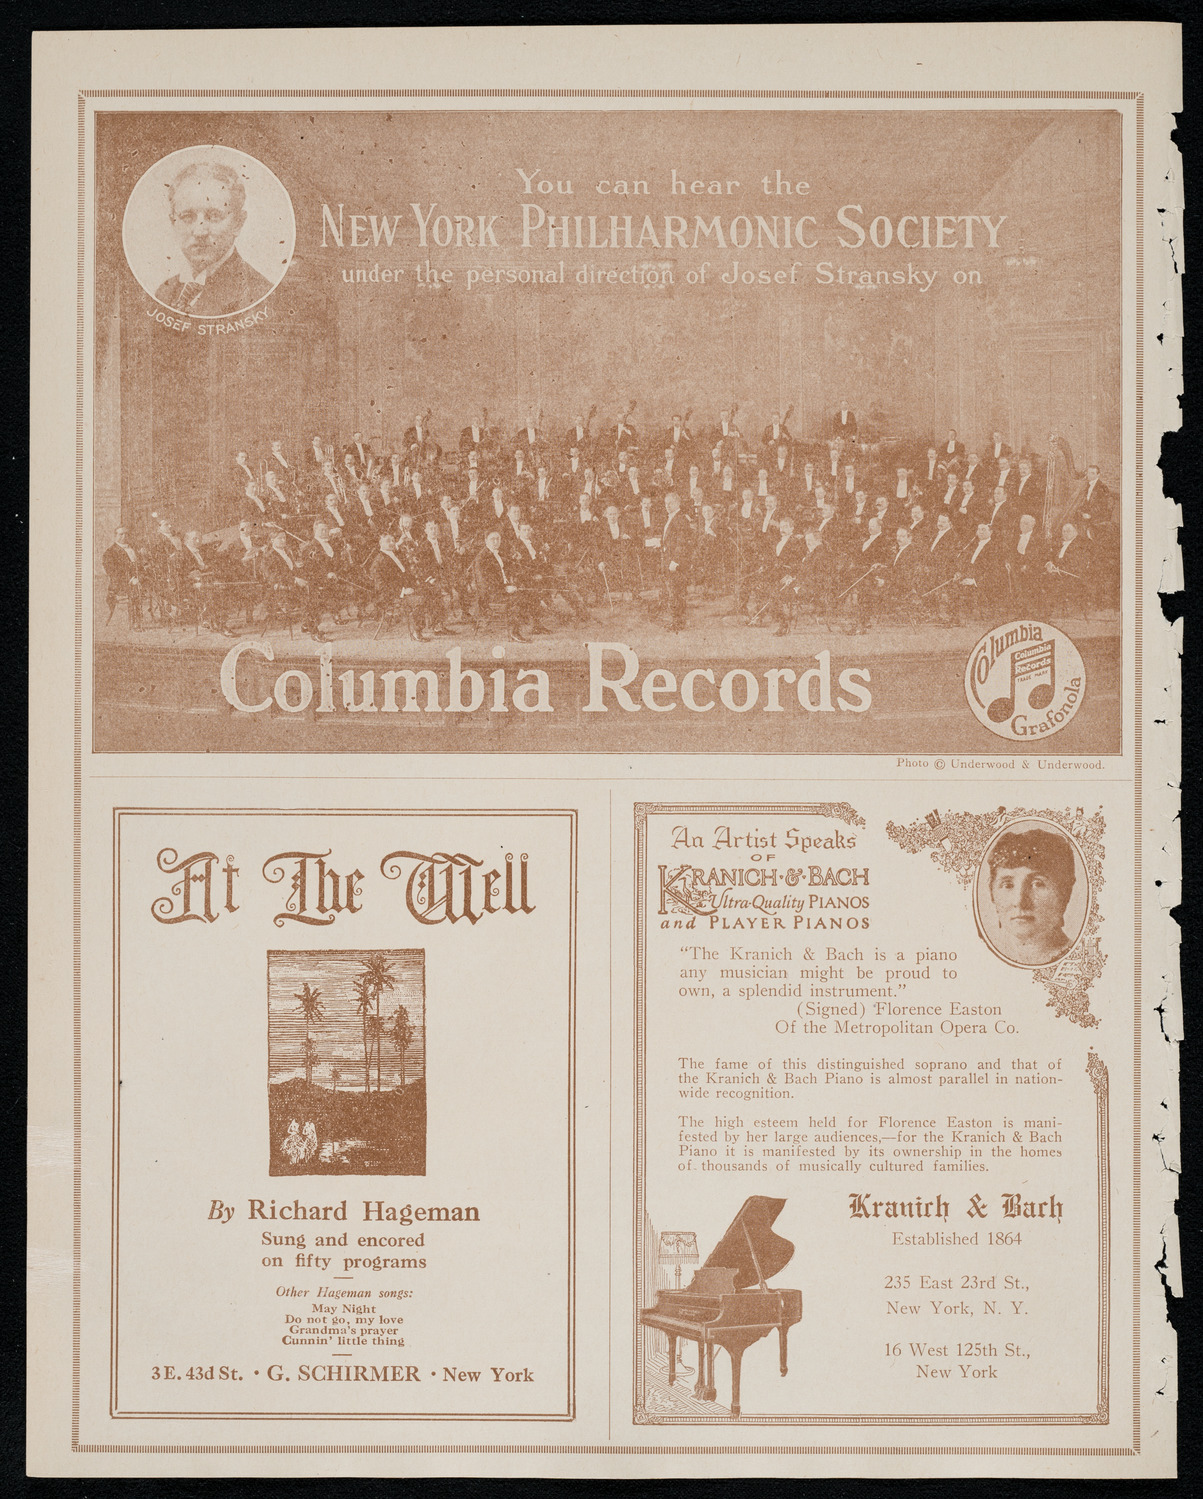 You can hear the
NEW YORK PHILHARMONIC SOCIETY
under the personal direction of Josef Stransky on
JOSEF STRANSKY
Columbia Records
Columbia
Columbia
Records
TRADE MARK
Grafonola
Photo © Underwood & Underwood.
At The Well
By Richard Hageman
Sung and encored
on fifty programs
Other Hageman songs:
May Night
Do not go, my love
Grandma's prayer
Cunnin' little thing
3 E. 43d St. · G. SCHIRMER · New York
An Artist Speaks
OF
KRANICH·&·BACH
Ultra-Quality PIANOS
and PLAYER PIANOS
"The Kranich & Bach is a piano
any musician might be proud to
own, a splendid instrument."
(Signed) Florence Easton
Of the Metropolitan Opera Co.
The fame of this distinguished soprano and that of
the Kranich & Bach Piano is almost parallel in nation-
wide recognition.
The high esteem held for Florence Easton is mani-
fested by her large audiences,—for the Kranich & Bach
Piano it is manifested by its ownership in the homes
of thousands of musically cultured families.
Kranich & Bach
Established 1864
235 East 23rd St.,
New York, N. Y.
16 West 125th St.,
New York